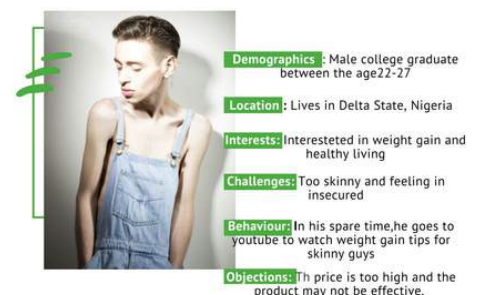 Demographics : Male college graduate
between the age22-27
Location : Lives in Delta State, Nigeria
Interests: Interesteted in weight gain and
healthy living
Challenges: Too skinny and feeling in
insecured
Behaviour: In his spare time,he goes to
youtube to watch weight gain tips for
skinny guys
Objections: Th price is too high and the
product may not be effective.